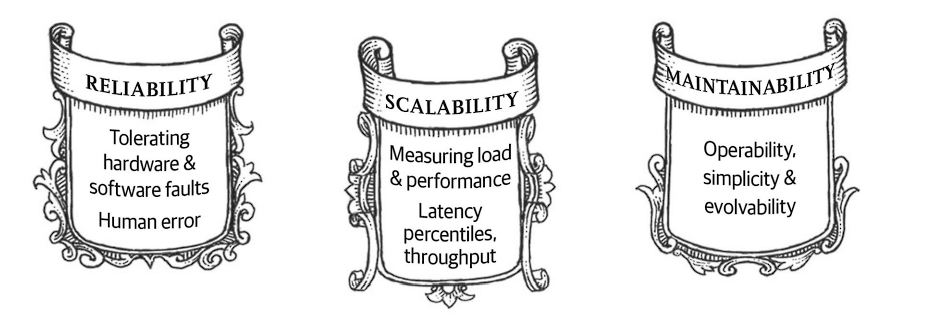 RELIABILITY
Tolerating
hardware &
software faults
Human error
SCALABILITY
Measuring load
& performance
Latency
percentiles,
throughput
MAINTAINABILITY
Operability,
simplicity &
evolvability